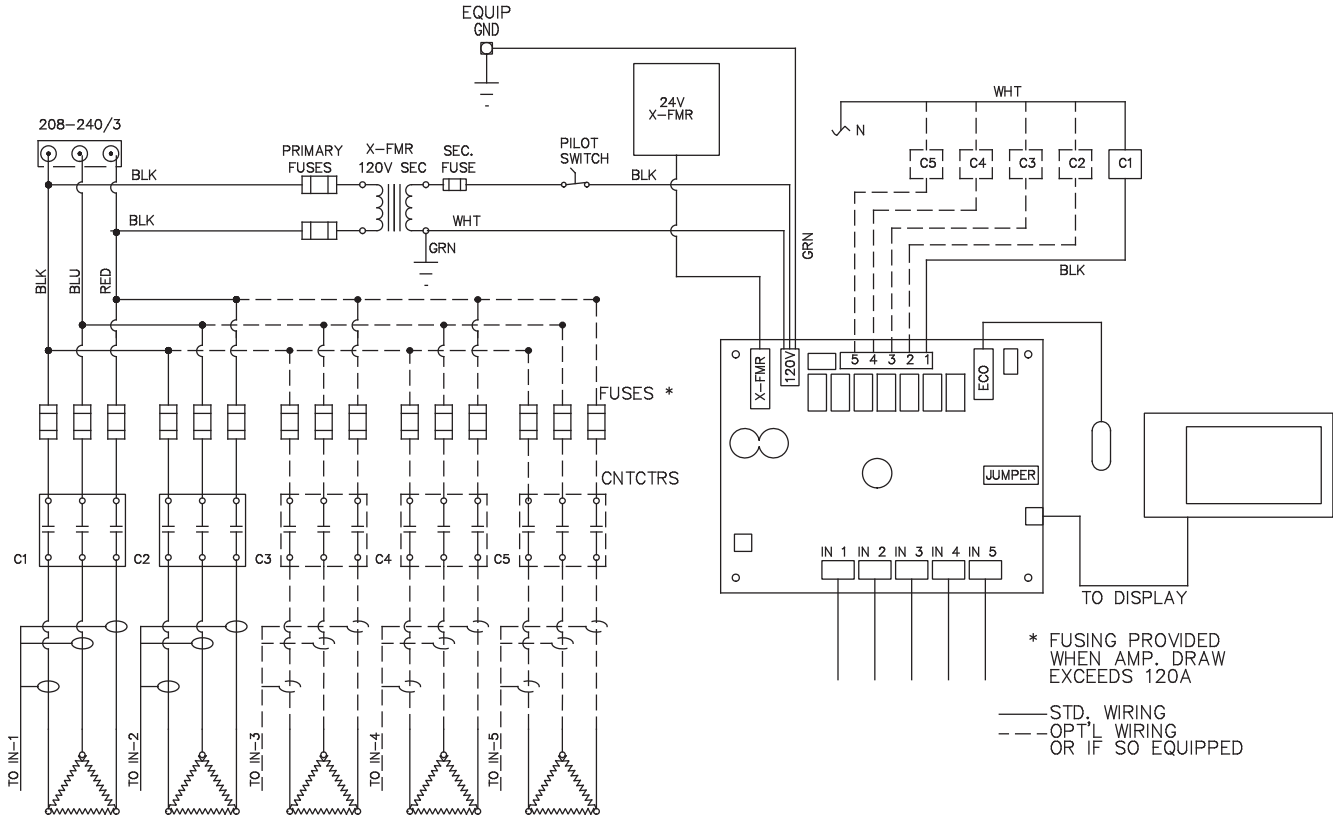 EQUIP
GND
24V
X-FMR
WHT
N
C5 C4 C3 C2 C1
208-240/3
PRIMARY
FUSES
X-FMR
120V SEC
SEC.
FUSE
PILOT
SWITCH
BLK
BLK
BLK
WHT
GRN
GRN
BLK
BLK
BLU
RED
X-FMR
120V
5 4 3 2 1
ECO
FUSES *
CNTCTRS
JUMPER
C1
C2
C3
C4
C5
IN 1 IN 2 IN 3 IN 4 IN 5
TO DISPLAY
* FUSING PROVIDED
WHEN AMP. DRAW
EXCEEDS 120A
STD. WIRING
OPT'L WIRING
OR IF SO EQUIPPED
TO IN-1
TO IN-2
TO IN-3
TO IN-4
TO IN-5